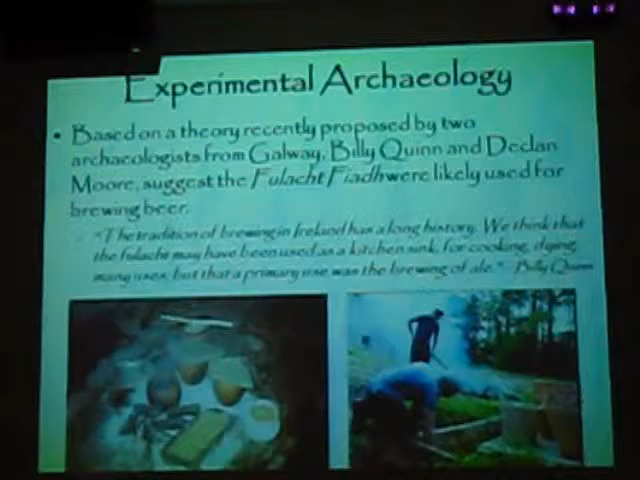 Experimental Archaeology
• Based on a theory recently proposed by two
archaeologists from Galway, Billy Quinn and Declan
Moore, suggest the Fulacht Fiadh were likely used for
brewing beer.
"The tradition of brewing in Ireland has a long history. We think that
the fulacht may have been used as a kitchen sink, for cooking, dying,
many uses, but that a primary use was the brewing of ale." Billy Quinn